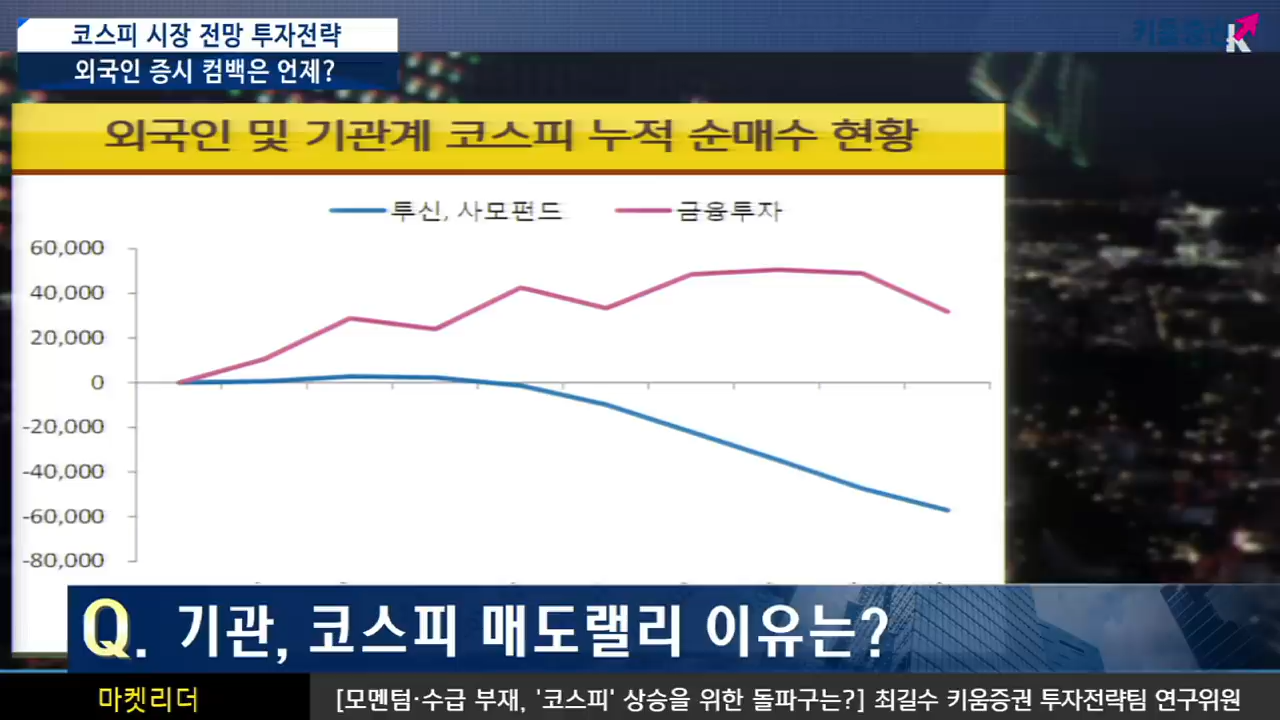 코스피 시장 전망 투자전략
외국인 증시 컴백은 언제?
키움증권
외국인 및 기관계 코스피 누적 순매수 현황
투신, 사모펀드 금융투자
60,000
40,000
20,000
0
-20,000
-40,000
-60,000
-80,000
Q. 기관, 코스피 매도랠리 이유는?
마켓리더 [모멘텀·수급 부재, '코스피' 상승을 위한 돌파구는?] 최길수 키움증권 투자전략팀 연구위원